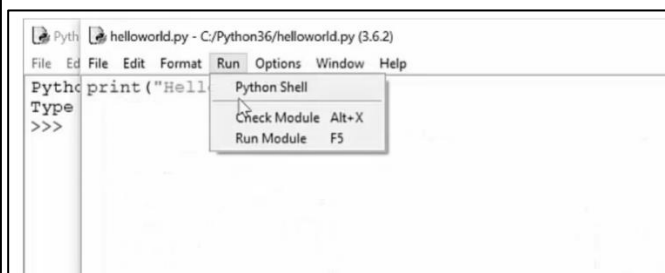 Pyth
helloworld.py - C:/Python36/helloworld.py (3.6.2)
File Ed
File Edit Format Run Options Window Help
Pytho
print("Hell
Python Shell
Type
Check Module Alt+X
>>>
Run Module F5